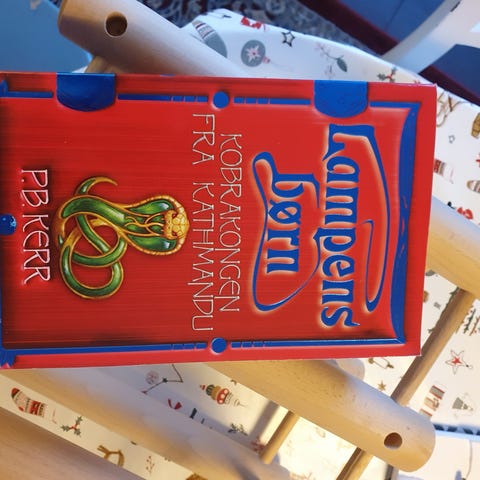 Lampens
børn
KOBRAKONGEN
FRA KATHMANDU
P.B. KERR